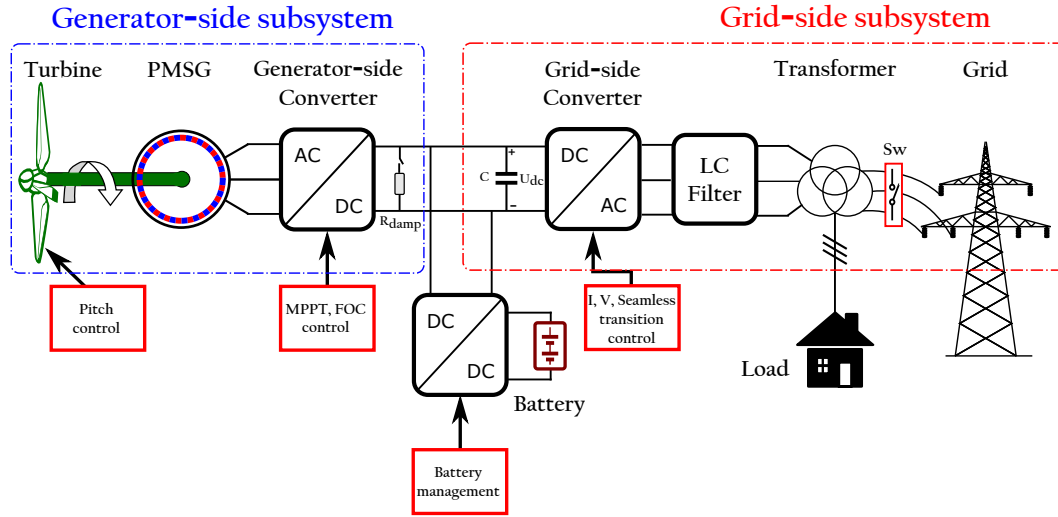 Generator-side subsystem
Grid-side subsystem
Turbine
PMSG
Generator-side
Converter
Grid-side
Converter
Transformer
Grid
AC
DC
R_damp
+
C
U_dc
-
DC
AC
LC
Filter
Sw
Pitch
control
MPPT, FOC
control
DC
DC
I, V, Seamless
transition
control
Battery
Load
Battery
management